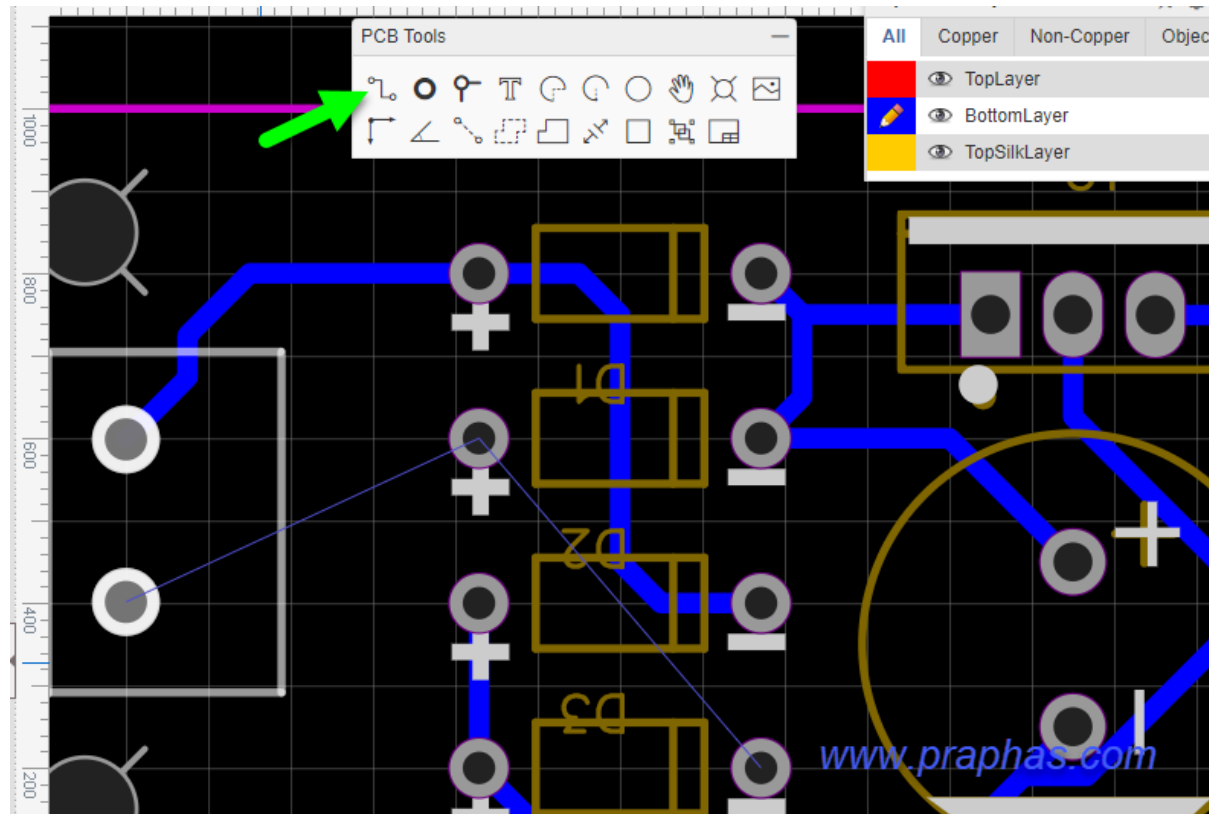 PCB Tools
All Copper Non-Copper Objec
TopLayer
BottomLayer
TopSilkLayer
1000
800
600
400
200
D1
D2
D3
www.praphas.com